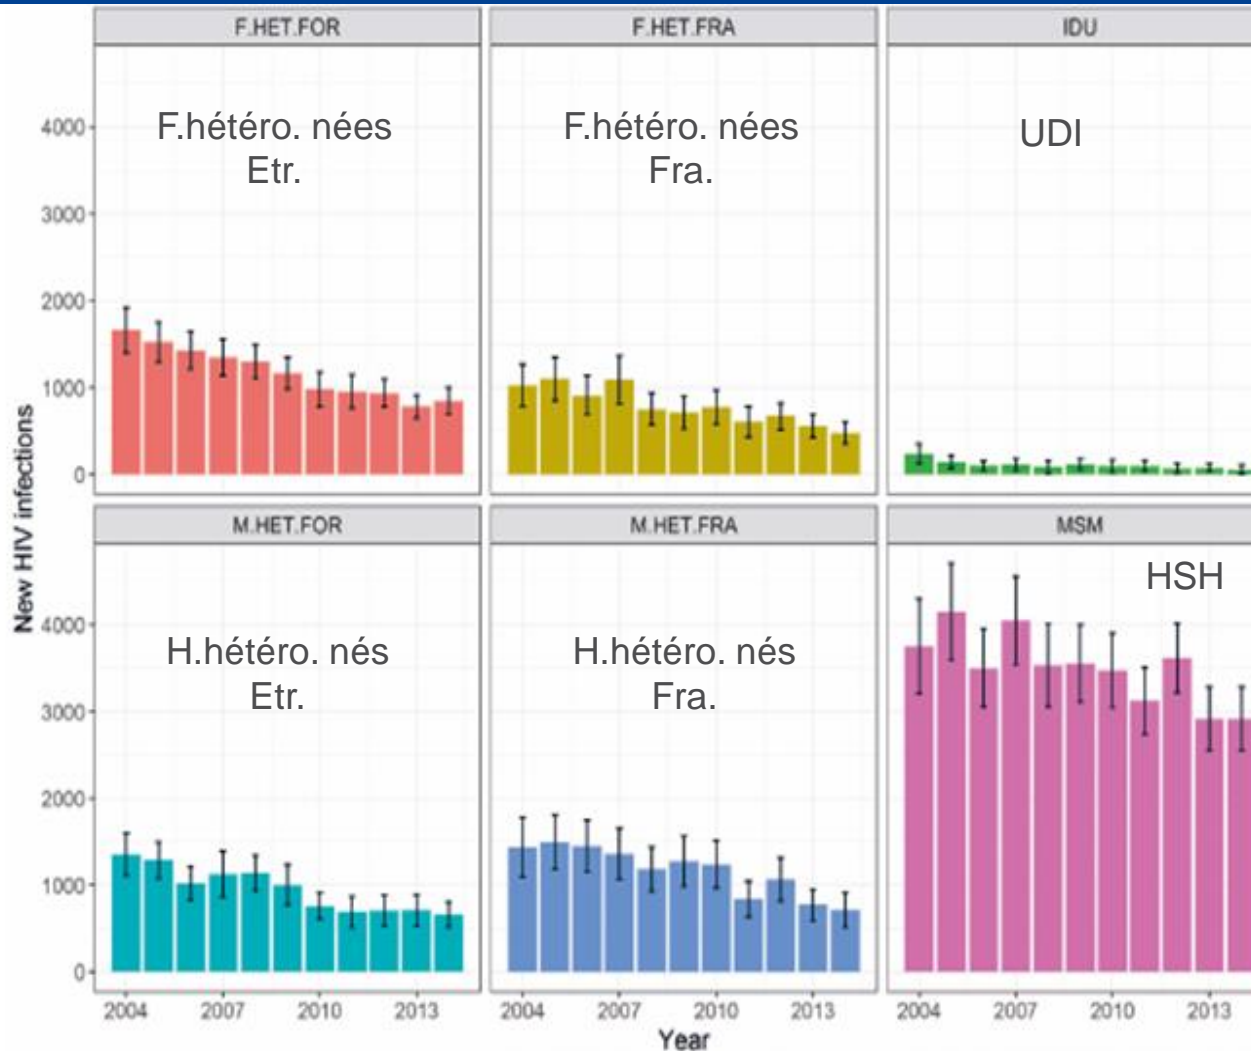 F.HET.FOR
F.HET.FRA
IDU
F.hétéro. nées
Etr.
F.hétéro. nées
Fra.
UDI
4000
3000
2000
1000
0
M.HET.FOR
M.HET.FRA
MSM
H.hétéro. nés
Etr.
H.hétéro. nés
Fra.
HSH
4000
3000
2000
1000
0
New HIV infections
2004 2007 2010 2013
2004 2007 2010 2013
2004 2007 2010 2013
Year